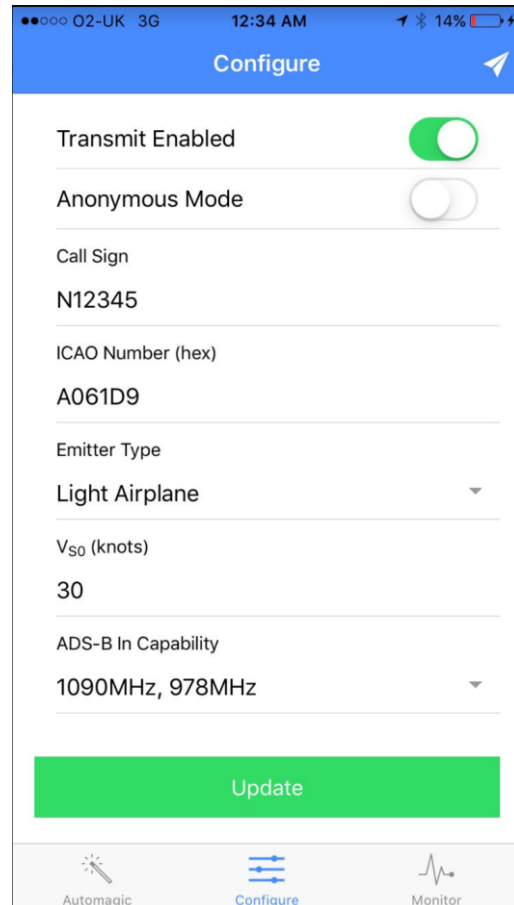 O2-UK 3G 12:34 AM 14%
Configure
Transmit Enabled
Anonymous Mode
Call Sign
N12345
ICAO Number (hex)
A061D9
Emitter Type
Light Airplane
VS0 (knots)
30
ADS-B In Capability
1090MHz, 978MHz
Update
Automagic Configure Monitor